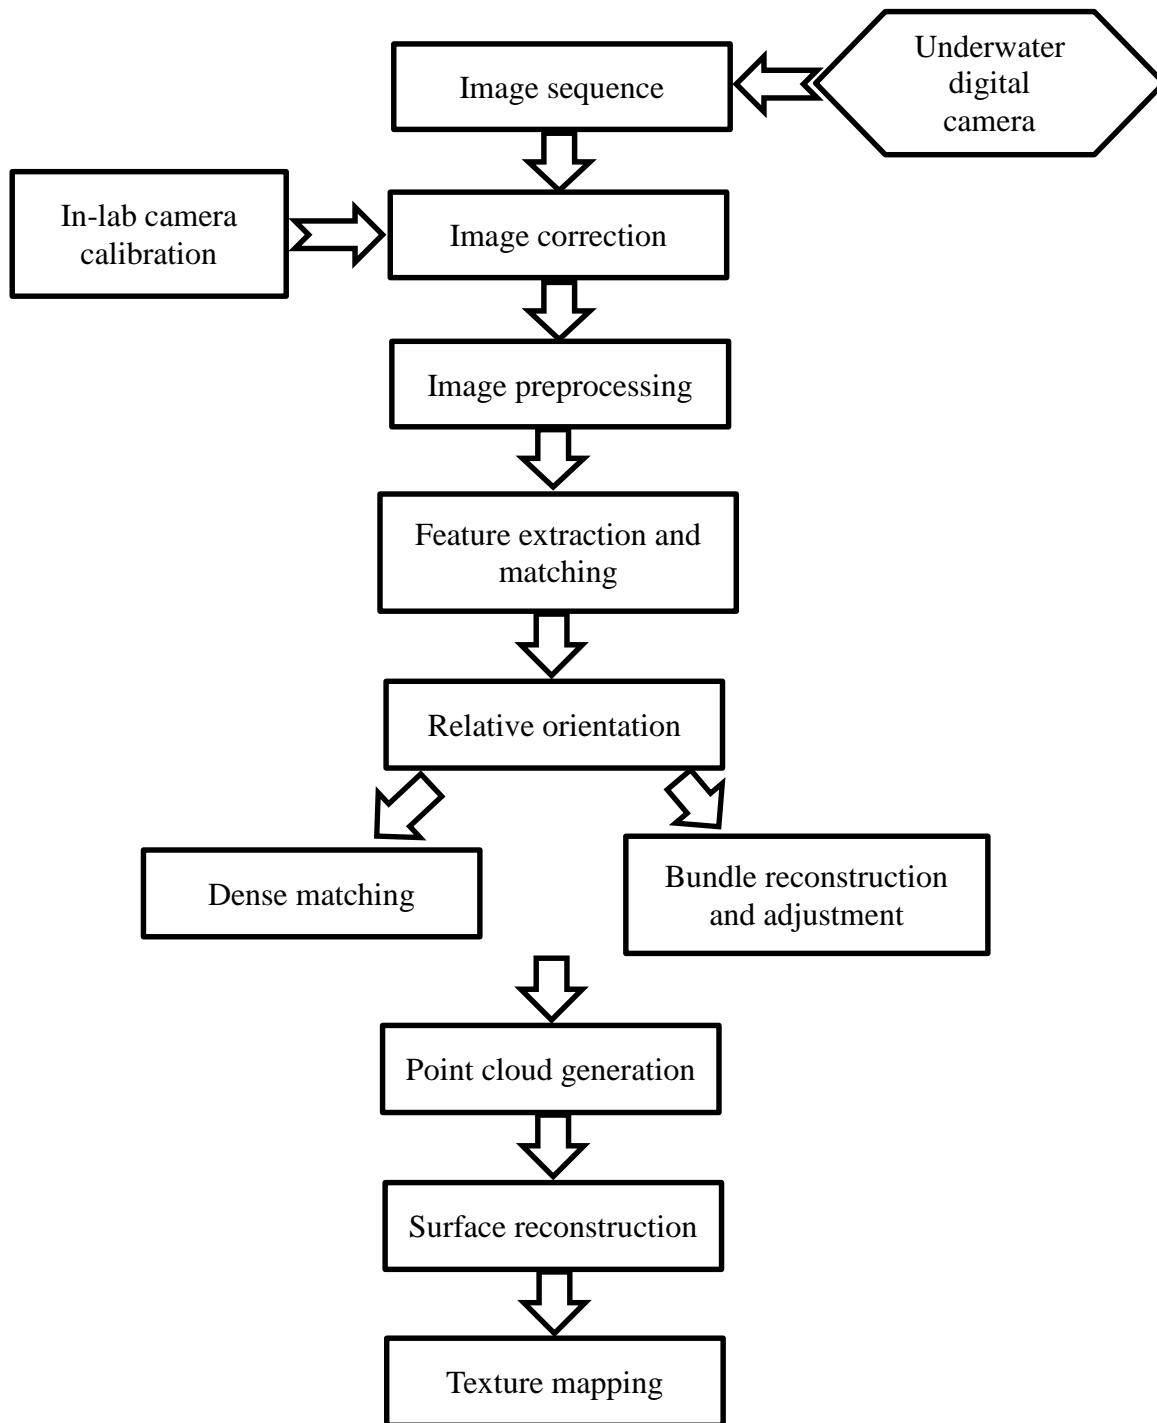 Underwater
digital
camera
Image sequence
In-lab camera
calibration
Image correction
Image preprocessing
Feature extraction and
matching
Relative orientation
Dense matching
Bundle reconstruction
and adjustment
Point cloud generation
Surface reconstruction
Texture mapping